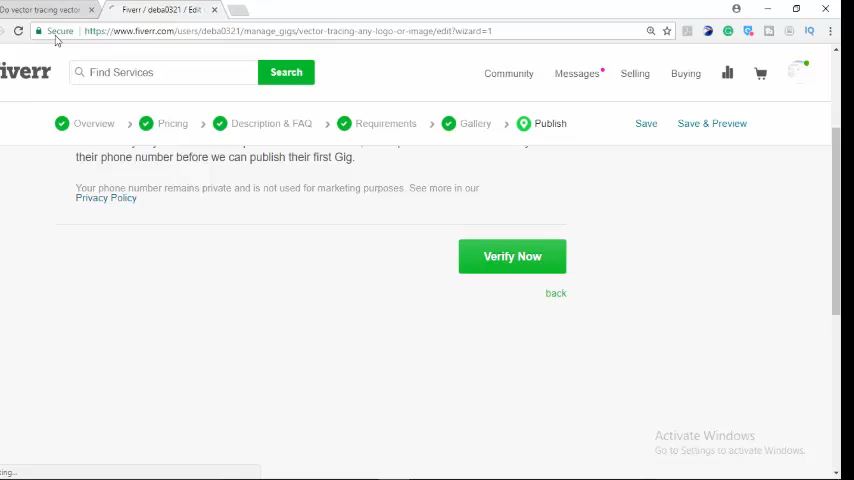 Do vector tracing vector
Fiverr / deba0321 / Edit
Secure
https://www.fiverr.com/users/deba0321/manage_gigs/vector-tracing-any-logo-or-image/edit?wizard=1
IQ
iverr
Find Services
Search
Community
Messages
Selling
Buying
Overview
Pricing
Description & FAQ
Requirements
Gallery
Publish
Save
Save & Preview
their phone number before we can publish their first Gig.
Your phone number remains private and is not used for marketing purposes. See more in our
Privacy Policy
Verify Now
back
Activate Windows
Go to Settings to activate Windows.